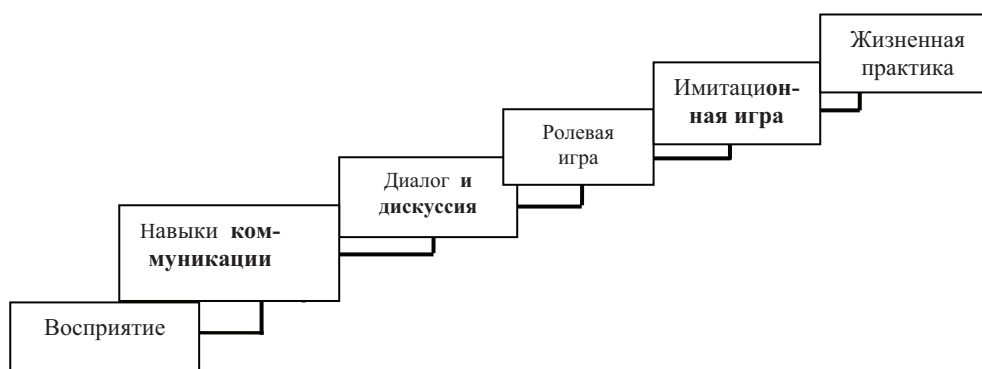 Жизненная
практика
Имитацион-
ная игра
Ролевая
игра
Диалог и
дискуссия
Навыки ком-
муникации
Восприятие